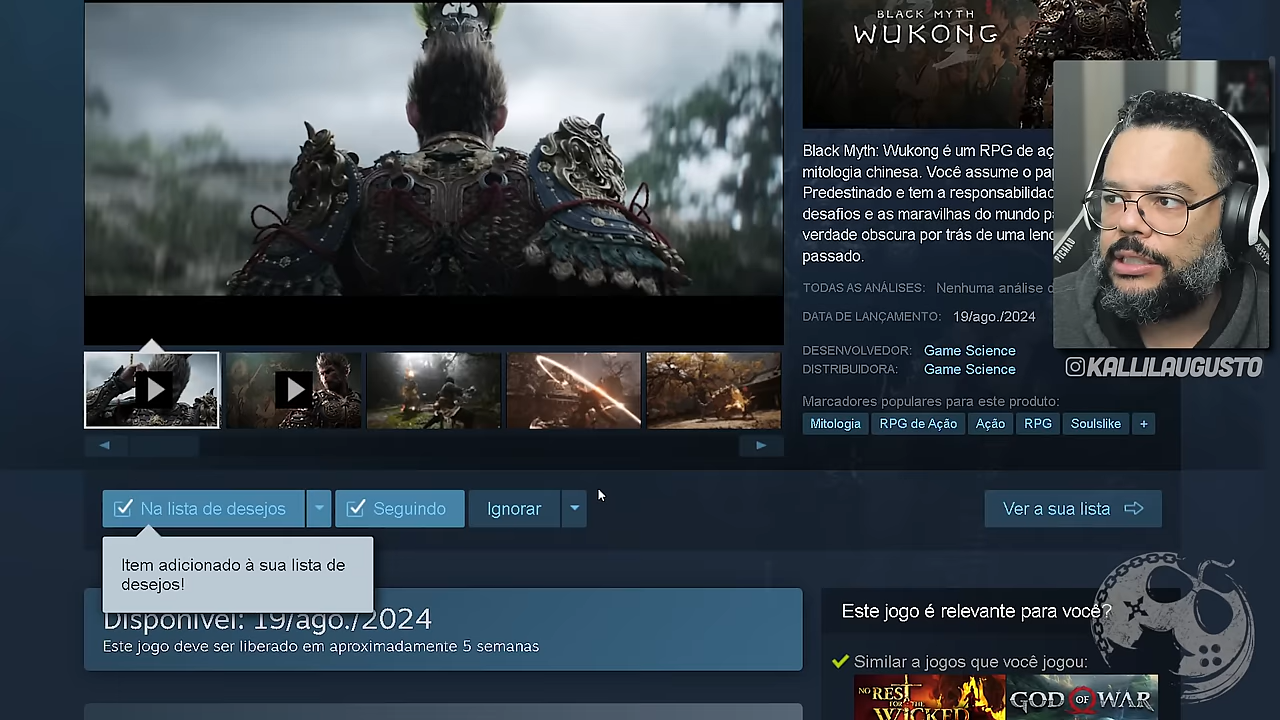 BLACK MYTH
WUKONG
Black Myth: Wukong é um RPG de aç
mitologia chinesa. Você assume o pap
Predestinado e tem a responsabilidad
desafios e as maravilhas do mundo p
verdade obscura por trás de uma lend
passado.
TODAS AS ANÁLISES: Nenhuma análise d
DATA DE LANÇAMENTO: 19/ago./2024
DESENVOLVEDOR: Game Science
DISTRIBUIDORA: Game Science
Marcadores populares para este produto:
Mitologia RPG de Ação Ação RPG Soulslike +
PICHAU
KALLILAUGUSTO
Na lista de desejos Seguindo Ignorar Ver a sua lista
Item adicionado à sua lista de
desejos!
Disponível: 19/ago./2024
Este jogo deve ser liberado em aproximadamente 5 semanas
Este jogo é relevante para você?
Similar a jogos que você jogou:
NO REST
FOR THE
WICKED
GOD OF WAR